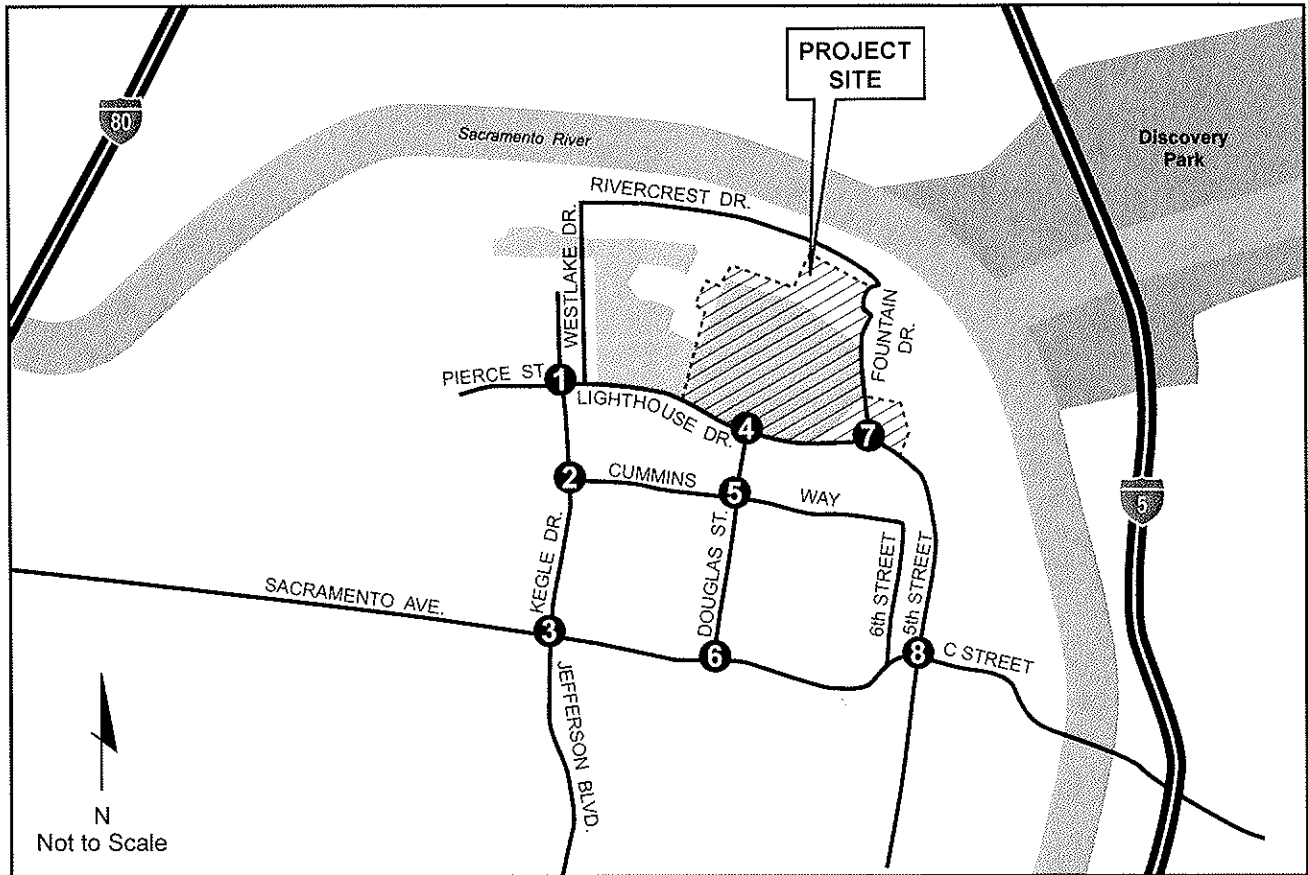 PROJECT
SITE
80
Sacramento River
Discovery
Park
RIVERCREST DR.
WESTLAKE DR.
FOUNTAIN
DR.
PIERCE ST.
1
LIGHTHOUSE DR.
4
7
2
CUMMINS
5
WAY
5
KEGLE DR.
DOUGLAS ST.
6th STREET
5th STREET
SACRAMENTO AVE.
3
6
8
C STREET
JEFFERSON BLVD.
N
Not to Scale